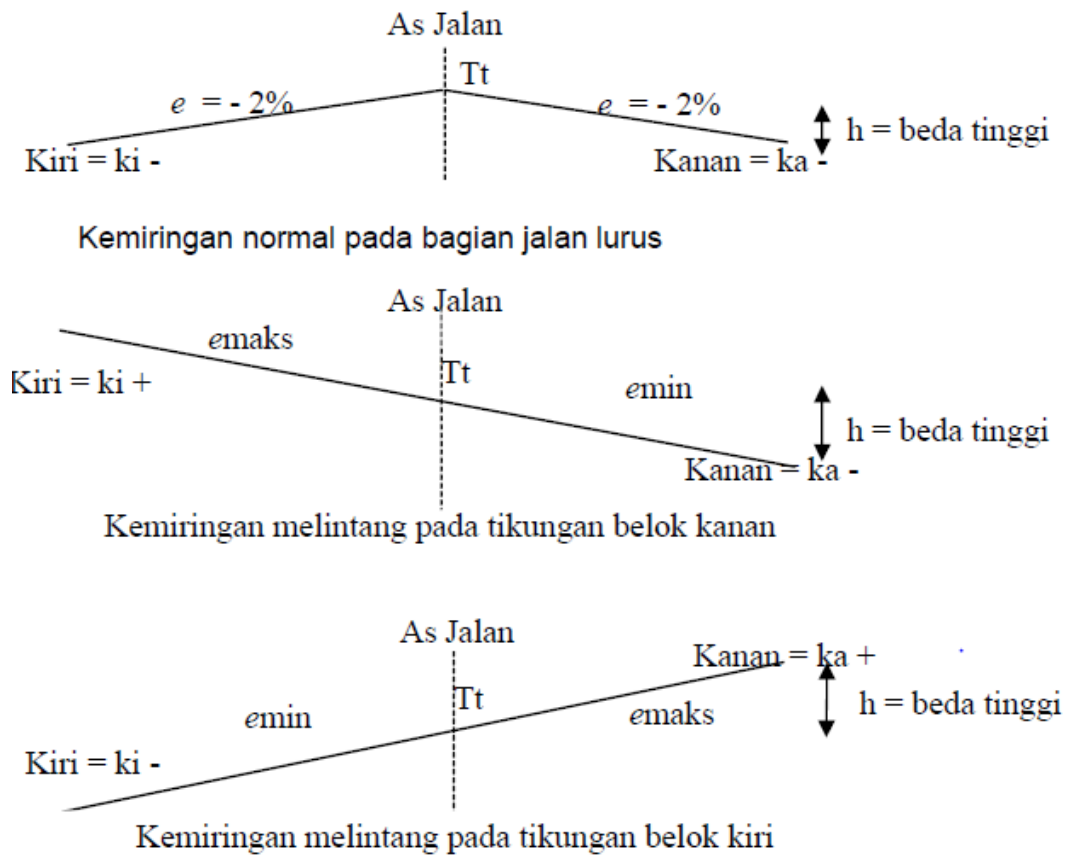 As Jalan
Tt
e = - 2%
e = - 2%
h = beda tinggi
Kiri = ki -
Kanan = ka -
Kemiringan normal pada bagian jalan lurus
As Jalan
emaks
Tt
Kiri = ki +
emin
h = beda tinggi
Kanan = ka -
Kemiringan melintang pada tikungan belok kanan
As Jalan
Kanan = ka +
Tt
emin
emaks
h = beda tinggi
Kiri = ki -
Kemiringan melintang pada tikungan belok kiri